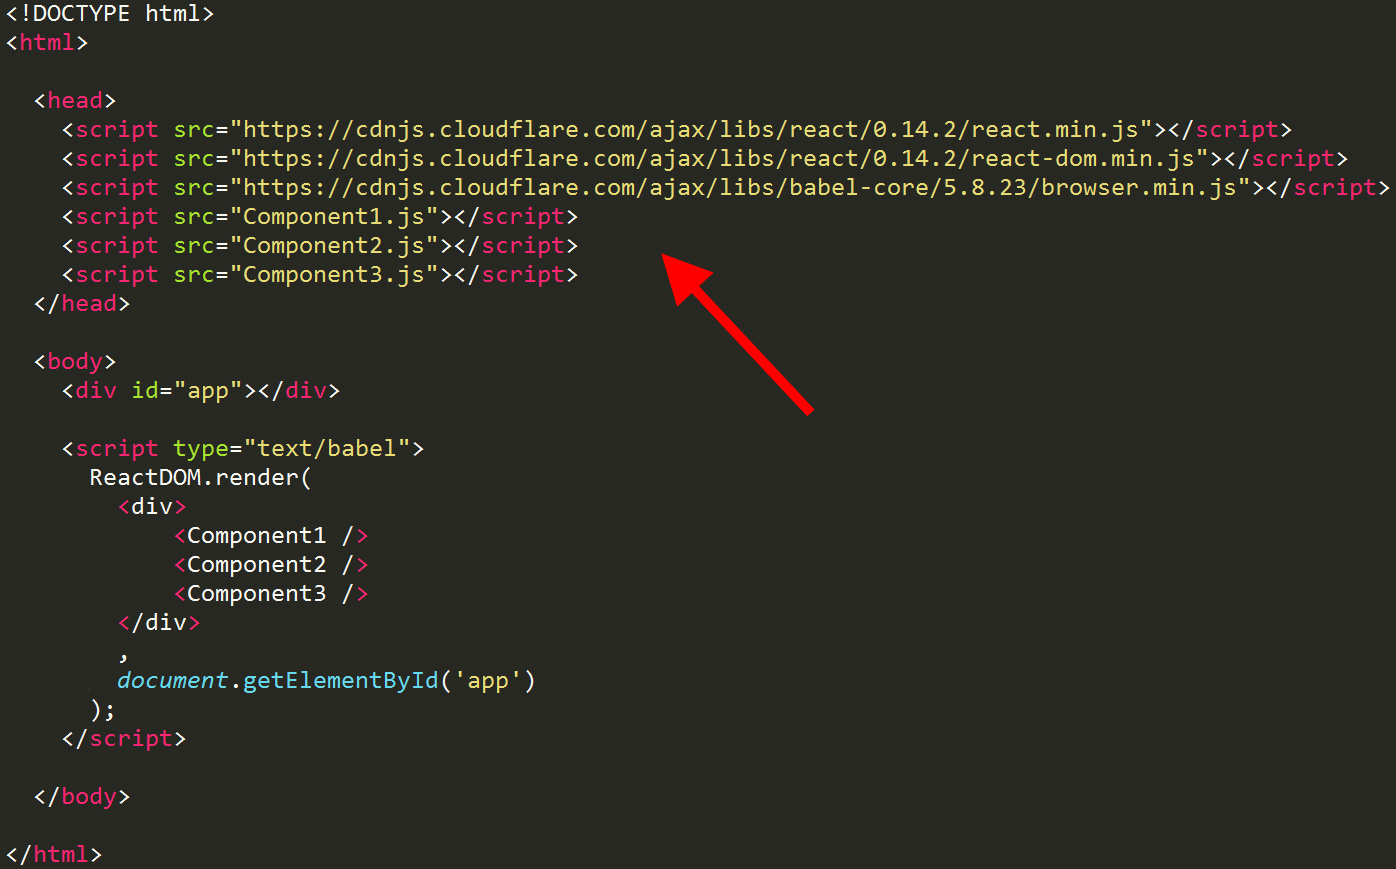 <!DOCTYPE html>
<html>
<head>
<script src="https://cdnjs.cloudflare.com/ajax/libs/react/0.14.2/react.min.js"></script>
<script src="https://cdnjs.cloudflare.com/ajax/libs/react/0.14.2/react-dom.min.js"></script>
<script src="https://cdnjs.cloudflare.com/ajax/libs/babel-core/5.8.23/browser.min.js"></script>
<script src="Component1.js"></script>
<script src="Component2.js"></script>
<script src="Component3.js"></script>
</head>
<body>
<div id="app"></div>
<script type="text/babel">
ReactDOM.render(
<div>
<Component1 />
<Component2 />
<Component3 />
</div>
,
document.getElementById('app')
);
</script>
</body>
</html>